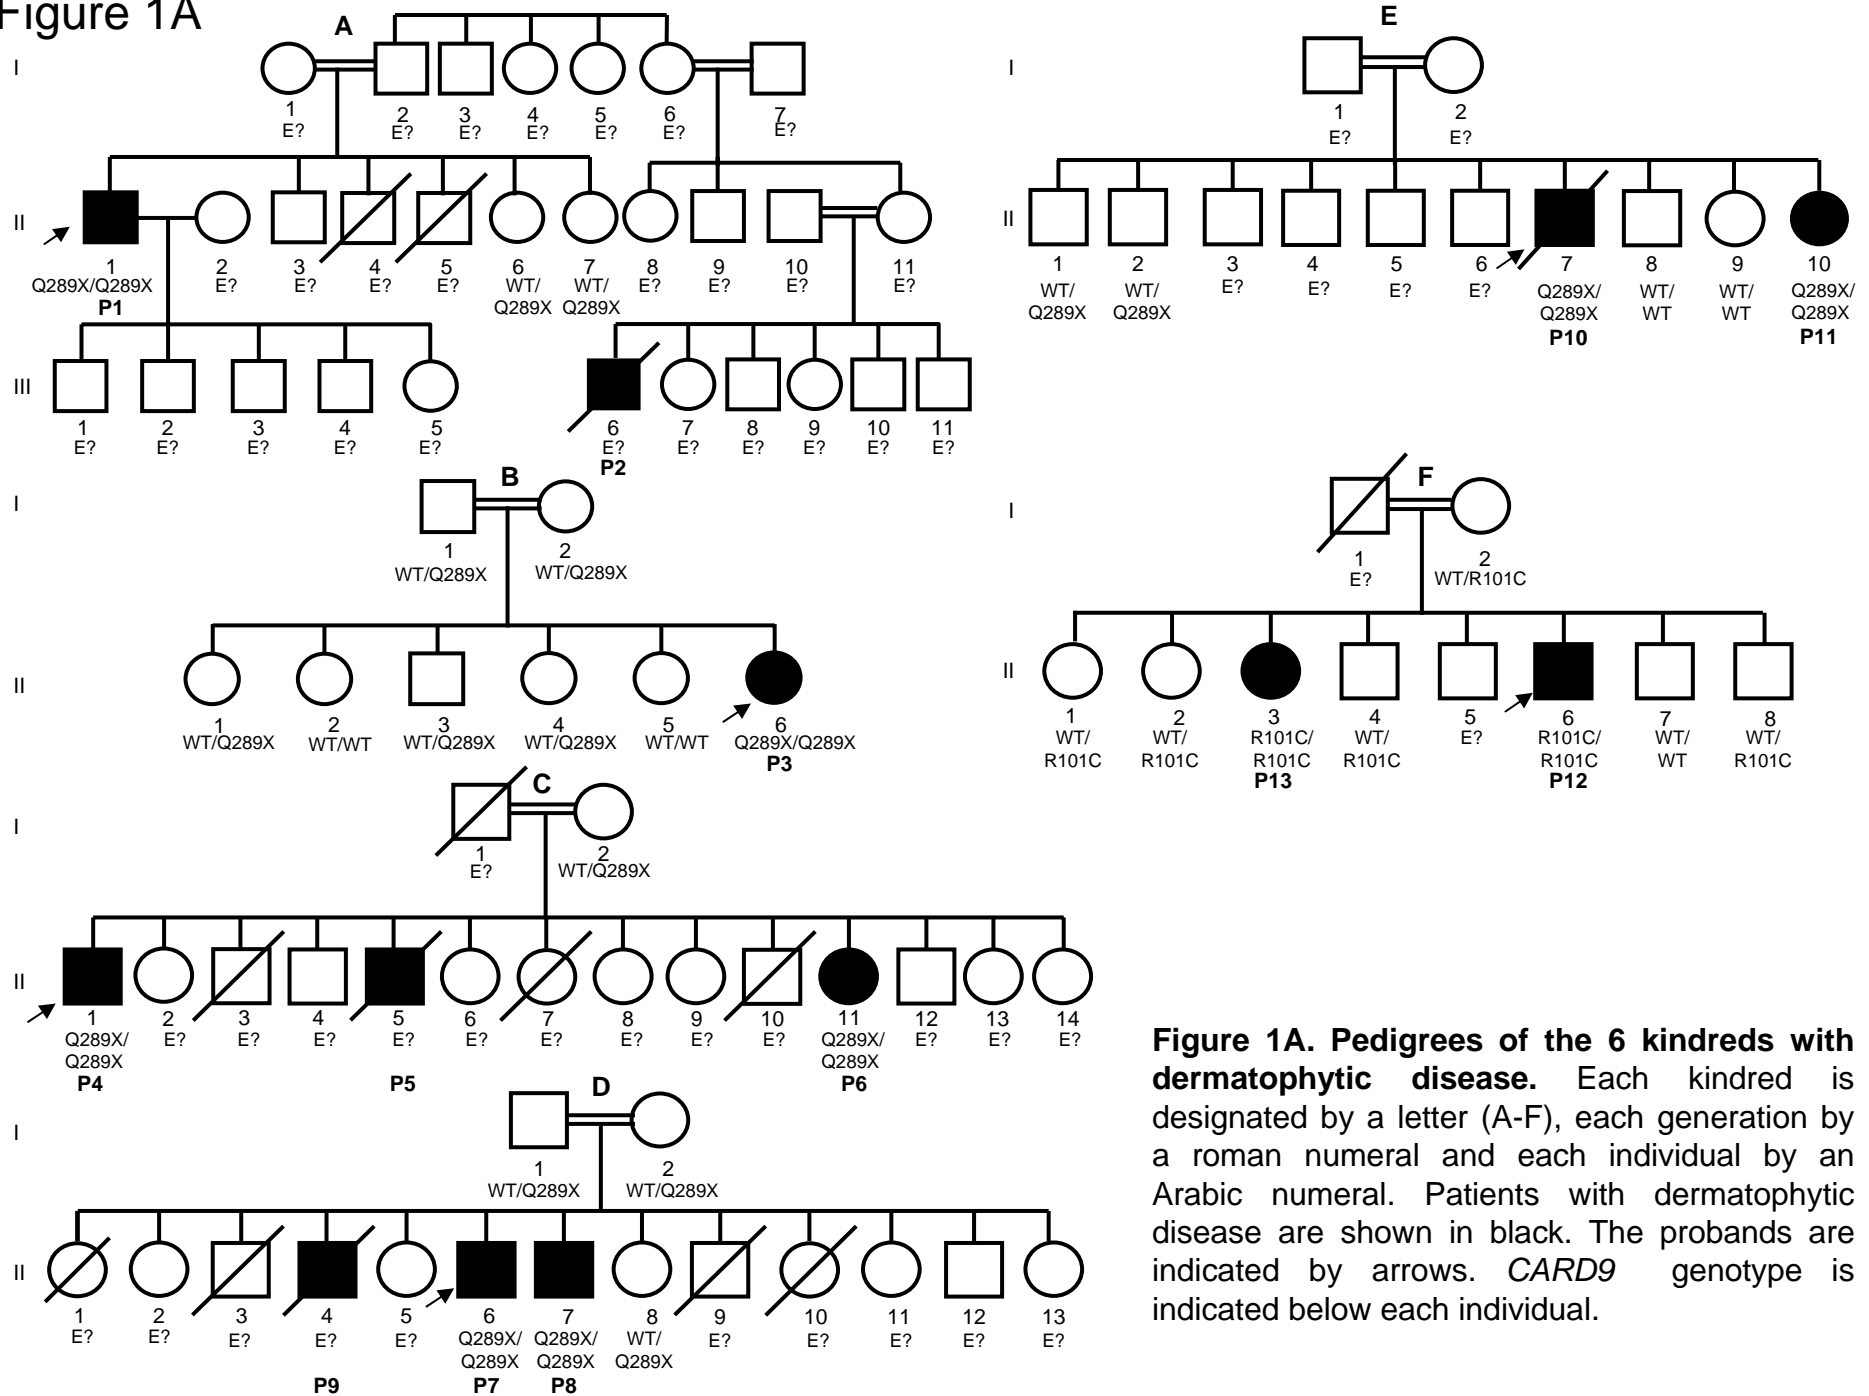 Figure 1A
A
I
1 2 3 4 5 6 7
E? E? E? E? E? E? E?
II
1 2 3 4 5 6 7 8 9 10 11
Q289X/Q289X E? E? E? E? WT/ WT/ E? E? E? E?
Q289X Q289X
P1
III
1 2 3 4 5 6 7 8 9 10 11
E? E? E? E? E? E? E? E? E? E? E?
P2
B
I
1 2
WT/Q289X WT/Q289X
II
1 2 3 4 5 6
WT/Q289X WT/WT WT/Q289X WT/Q289X WT/WT Q289X/Q289X
P3
C
I
1 2
E? WT/Q289X
II
1 2 3 4 5 6 7 8 9 10 11 12 13 14
Q289X/ E? E? E? E? E? E? E? E? E? Q289X/ E? E? E?
Q289X Q289X
P4 P5 P6
D
I
1 2
WT/Q289X WT/Q289X
II
1 2 3 4 5 6 7 8 9 10 11 12 13
E? E? E? E? E? Q289X/ Q289X/ WT/ E? E? E? E? E?
Q289X Q289X Q289X
P9 P7 P8
E
I
1 2
E? E?
II
1 2 3 4 5 6 7 8 9 10
WT/ WT/ E? E? E? E? Q289X/ WT/ WT/ Q289X/
Q289X Q289X Q289X WT WT Q289X
P10 P11
F
I
1 2
E? WT/R101C
II
1 2 3 4 5 6 7 8
WT/ WT/ R101C/ WT/ E? R101C/ WT/ WT/
R101C R101C R101C R101C R101C WT R101C
P13 P12
Figure 1A. Pedigrees of the 6 kindreds with
dermatophytic disease. Each kindred is
designated by a letter (A-F), each generation by
a roman numeral and each individual by an
Arabic numeral. Patients with dermatophytic
disease are shown in black. The probands are
indicated by arrows. CARD9 genotype is
indicated below each individual.